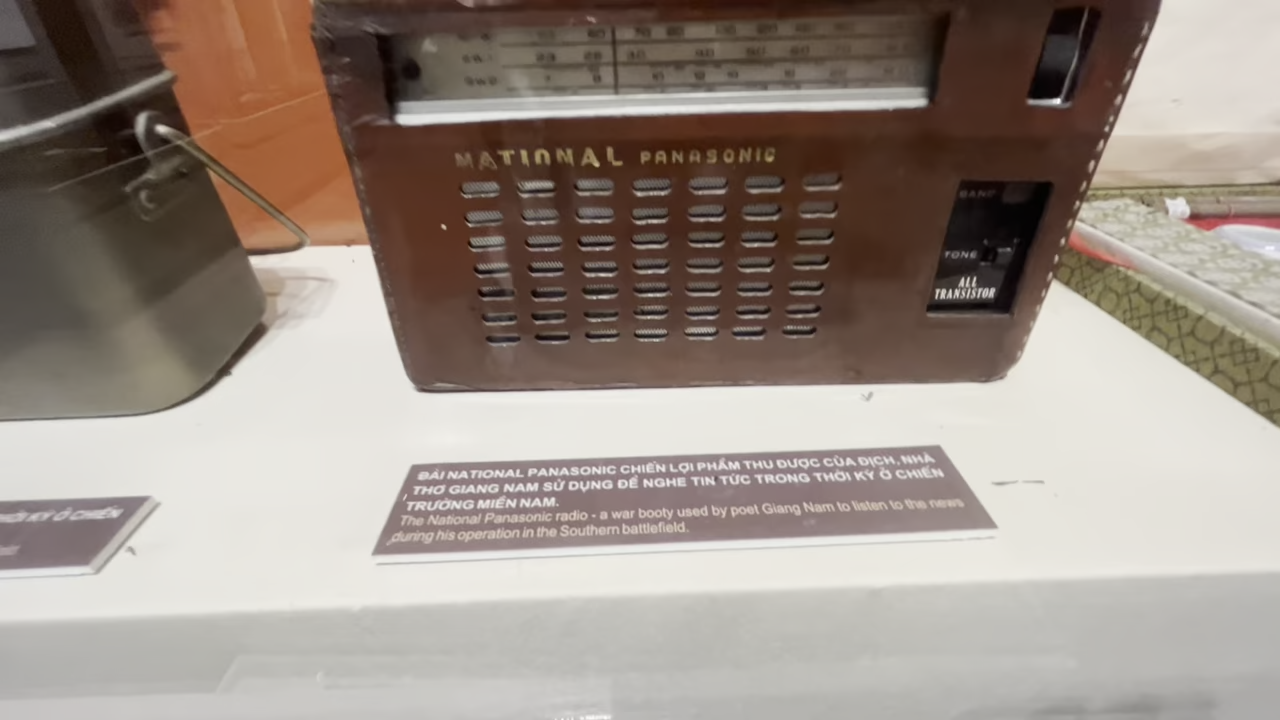 NATIONAL PANASONIC
BAND
TONE
ALL
TRANSISTOR
ĐÀI NATIONAL PANASONIC CHIẾN LỢI PHẨM THU ĐƯỢC CỦA ĐỊCH, NHÀ
THƠ GIANG NAM SỬ DỤNG ĐỂ NGHE TIN TỨC TRONG THỜI KỲ Ở CHIẾN
TRƯỜNG MIỀN NAM.
The National Panasonic radio - a war booty used by poet Giang Nam to listen to the news
during his operation in the Southern battlefield.
KỲ Ở CHIẾN